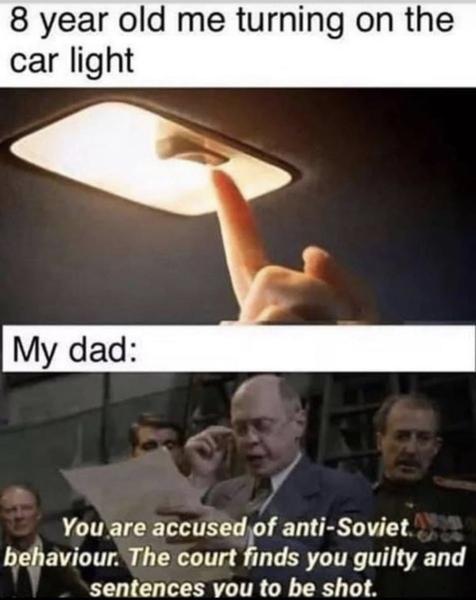 8 year old me turning on the
car light
My dad:
You are accused of anti-Soviet
behaviour. The court finds you guilty and
sentences you to be shot.